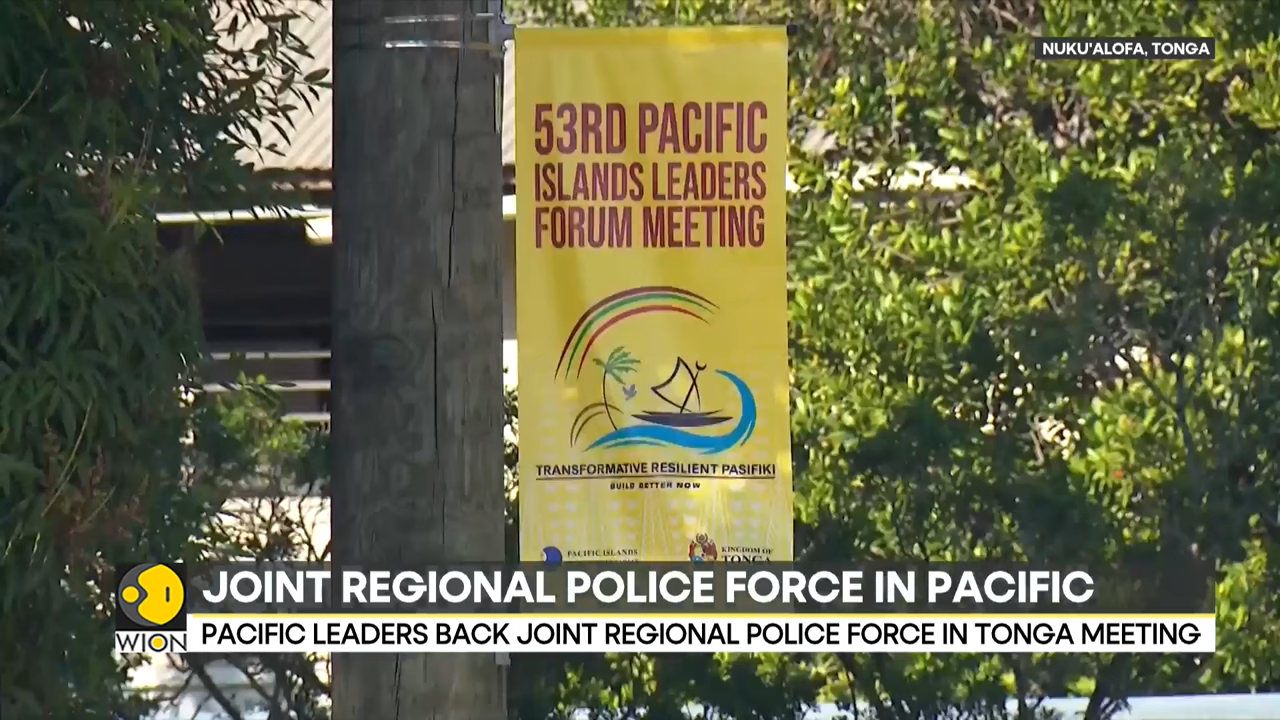 NUKU'ALOFA, TONGA
53RD PACIFIC
ISLANDS LEADERS
FORUM MEETING
TRANSFORMATIVE RESILIENT PASIFIKI
BUILD BETTER NOW
PACIFIC ISLANDS
KINGDOM OF
TONGA
JOINT REGIONAL POLICE FORCE IN PACIFIC
PACIFIC LEADERS BACK JOINT REGIONAL POLICE FORCE IN TONGA MEETING
WION